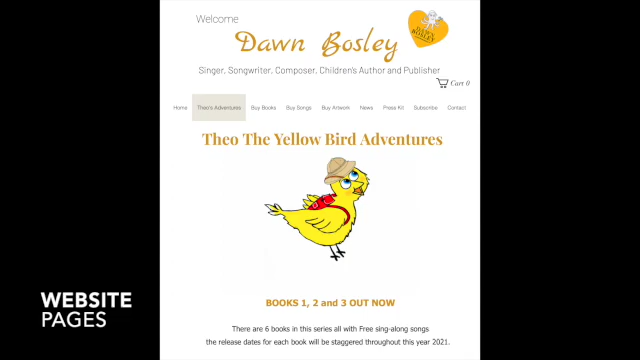 Welcome
Dawn Bosley
DAWN BOSLEY
Singer, Songwriter, Composer, Children's Author and Publisher
Cart 0
Home Theo's Adventures Buy Books Buy Songs Buy Artwork News Press Kit Subscribe Contact
Theo The Yellow Bird Adventures
BOOKS 1, 2 and 3 OUT NOW
There are 6 books in this series all with Free sing-along songs
the release dates for each book will be staggered throughout this year 2021.
WEBSITE
PAGES